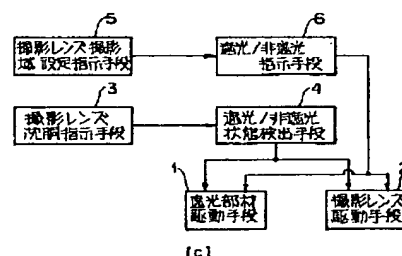 5
撮影レンズ撮影
域設定指示手段
6
遮光/非遮光
指示手段
3
撮影レンズ
沈胴指示手段
4
遮光/非遮光
状態検出手段
1
遮光部材
駆動手段
2
撮影レンズ
駆動手段
[c]